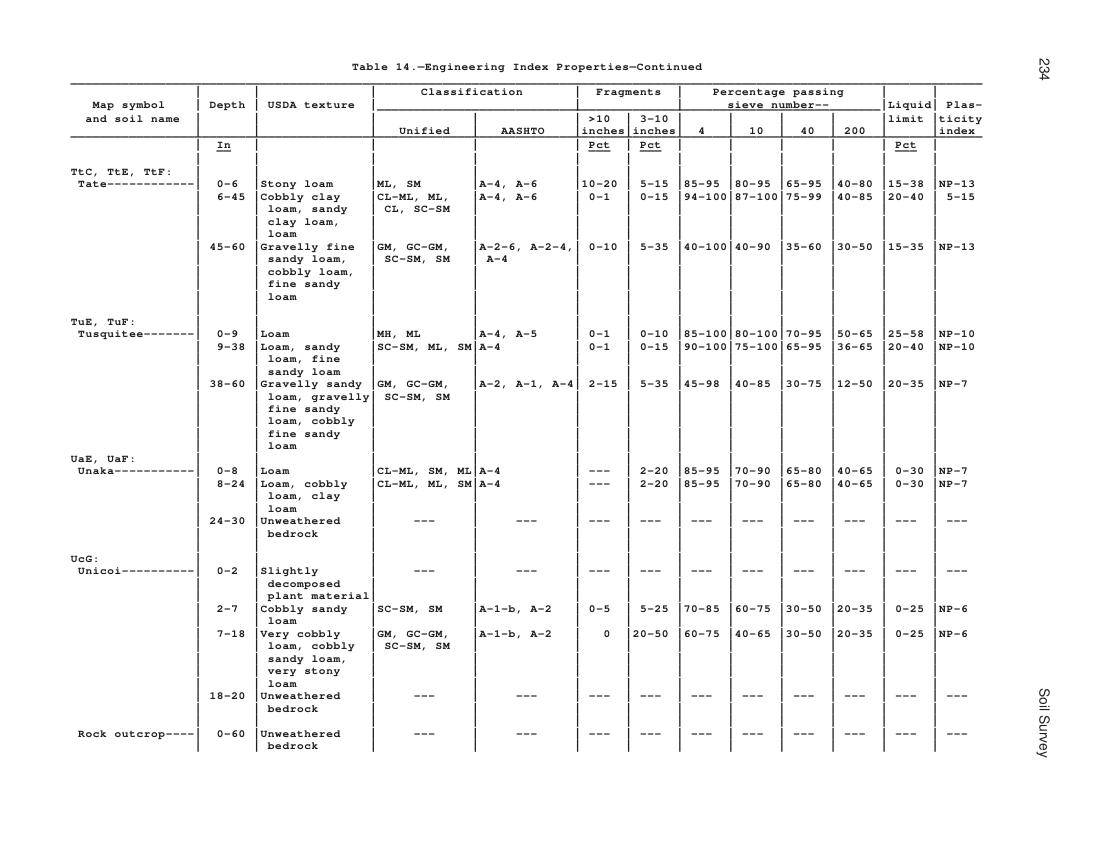 Table 14.—Engineering Index Properties—Continued
Classification Fragments Percentage passing
Map symbol Depth USDA texture sieve number-- Liquid Plas-
and soil name >10 3-10 limit ticity
Unified AASHTO inches inches 4 10 40 200 index
In Pct Pct Pct
TtC, TtE, TtF:
Tate------------ 0-6 Stony loam ML, SM A-4, A-6 10-20 5-15 85-95 80-95 65-95 40-80 15-38 NP-13
6-45 Cobbly clay CL-ML, ML, A-4, A-6 0-1 0-15 94-100 87-100 75-99 40-85 20-40 5-15
loam, sandy CL, SC-SM
clay loam,
loam
45-60 Gravelly fine GM, GC-GM, A-2-6, A-2-4, 0-10 5-35 40-100 40-90 35-60 30-50 15-35 NP-13
sandy loam, SC-SM, SM A-4
cobbly loam,
fine sandy
loam
TuE, TuF:
Tusquitee------- 0-9 Loam MH, ML A-4, A-5 0-1 0-10 85-100 80-100 70-95 50-65 25-58 NP-10
9-38 Loam, sandy SC-SM, ML, SM A-4 0-1 0-15 90-100 75-100 65-95 36-65 20-40 NP-10
loam, fine
sandy loam
38-60 Gravelly sandy GM, GC-GM, A-2, A-1, A-4 2-15 5-35 45-98 40-85 30-75 12-50 20-35 NP-7
loam, gravelly SC-SM, SM
fine sandy
loam, cobbly
fine sandy
loam
UaE, UaF:
Unaka----------- 0-8 Loam CL-ML, SM, ML A-4 --- 2-20 85-95 70-90 65-80 40-65 0-30 NP-7
8-24 Loam, cobbly CL-ML, ML, SM A-4 --- 2-20 85-95 70-90 65-80 40-65 0-30 NP-7
loam, clay
loam
24-30 Unweathered --- --- --- --- --- --- --- --- --- ---
bedrock
UcG:
Unicoi---------- 0-2 Slightly --- --- --- --- --- --- --- --- --- ---
decomposed
plant material
2-7 Cobbly sandy SC-SM, SM A-1-b, A-2 0-5 5-25 70-85 60-75 30-50 20-35 0-25 NP-6
loam
7-18 Very cobbly GM, GC-GM, A-1-b, A-2 0 20-50 60-75 40-65 30-50 20-35 0-25 NP-6
loam, cobbly SC-SM, SM
sandy loam,
very stony
loam
18-20 Unweathered --- --- --- --- --- --- --- --- --- ---
bedrock
Rock outcrop---- 0-60 Unweathered --- --- --- --- --- --- --- --- --- ---
bedrock
234
Soil Survey